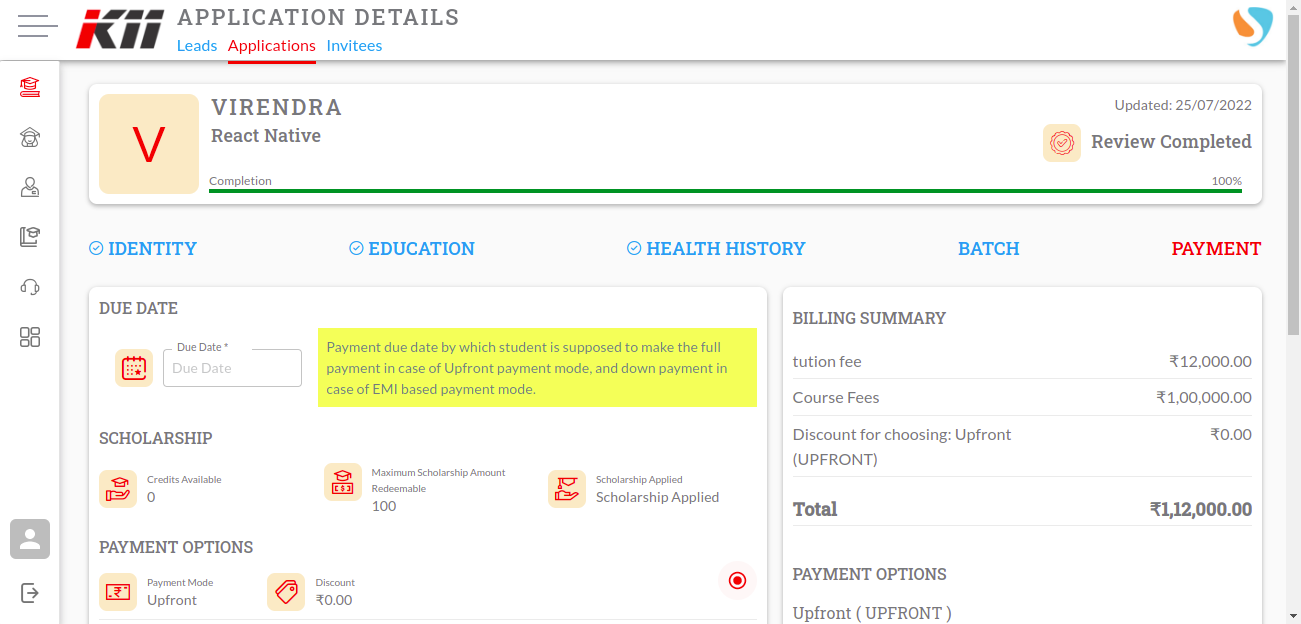 KII
APPLICATION DETAILS
Leads Applications Invitees
V
VIRENDRA
React Native
Updated: 25/07/2022
Review Completed
Completion 100%
IDENTITY EDUCATION HEALTH HISTORY BATCH PAYMENT
DUE DATE
Due Date *
Due Date
Payment due date by which student is supposed to make the full
payment in case of Upfront payment mode, and down payment in
case of EMI based payment mode.
SCHOLARSHIP
Credits Available
0
Maximum Scholarship Amount
Redeemable
100
Scholarship Applied
Scholarship Applied
PAYMENT OPTIONS
Payment Mode
Upfront
Discount
₹0.00
BILLING SUMMARY
tution fee ₹12,000.00
Course Fees ₹1,00,000.00
Discount for choosing: Upfront ₹0.00
(UPFRONT)
Total ₹1,12,000.00
PAYMENT OPTIONS
Upfront ( UPFRONT )